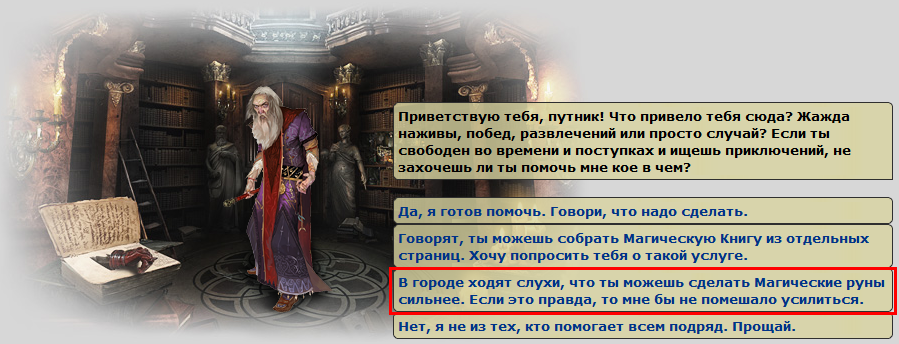 Приветствую тебя, путник! Что привело тебя сюда? Жажда
наживы, побед, развлечений или просто случай? Если ты
свободен во времени и поступках и ищешь приключений, не
захочешь ли ты помочь мне кое в чем?
Да, я готов помочь. Говори, что надо сделать.
Говорят, ты можешь собрать Магическую Книгу из отдельных
страниц. Хочу попросить тебя о такой услуге.
В городе ходят слухи, что ты можешь сделать Магические руны
сильнее. Если это правда, то мне бы не помешало усилиться.
Нет, я не из тех, кто помогает всем подряд. Прощай.